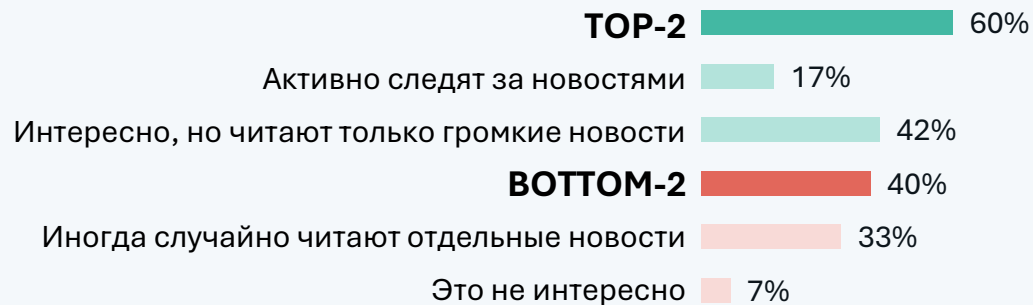 TOP-2 60%
Активно следят за новостями 17%
Интересно, но читают только громкие новости 42%
BOTTOM-2 40%
Иногда случайно читают отдельные новости 33%
Это не интересно 7%